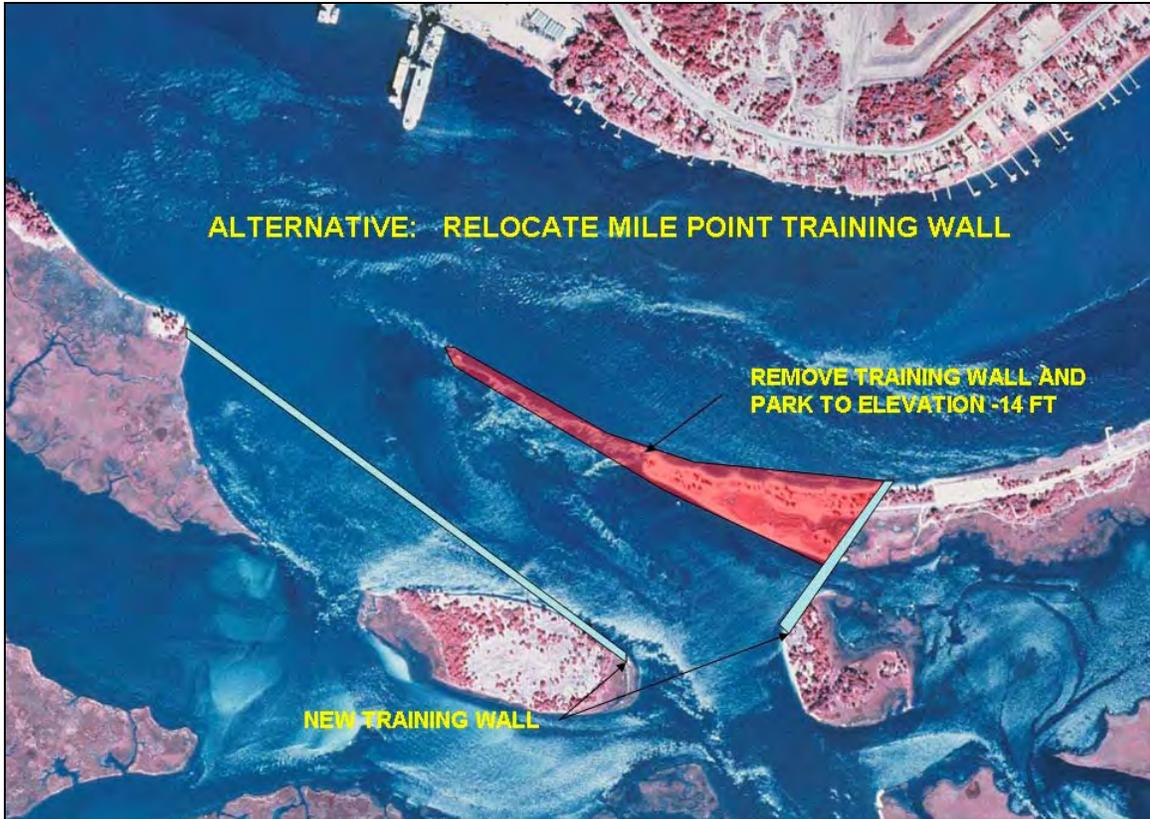 ALTERNATIVE: RELOCATE MILE POINT TRAINING WALL
REMOVE TRAINING WALL AND
PARK TO ELEVATION -14 FT
NEW TRAINING WALL